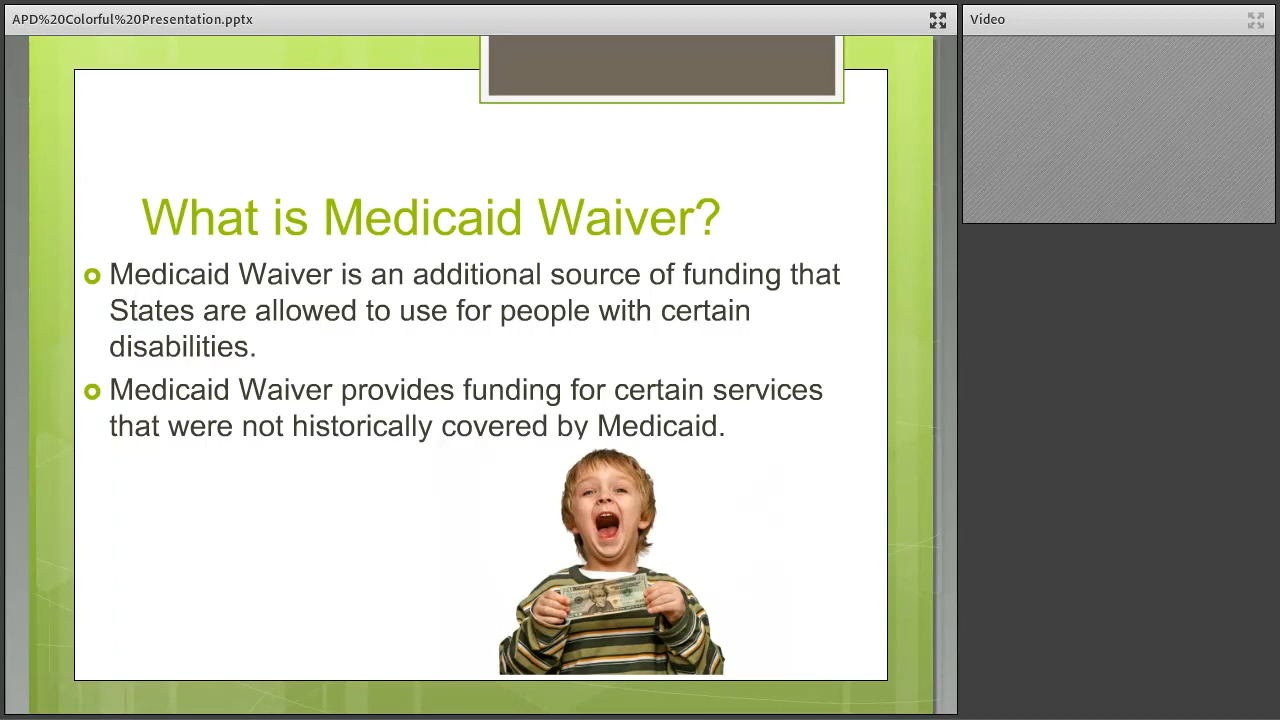 APD%20Colorful%20Presentation.pptx
Video
What is Medicaid Waiver?
Medicaid Waiver is an additional source of funding that
States are allowed to use for people with certain
disabilities.
Medicaid Waiver provides funding for certain services
that were not historically covered by Medicaid.